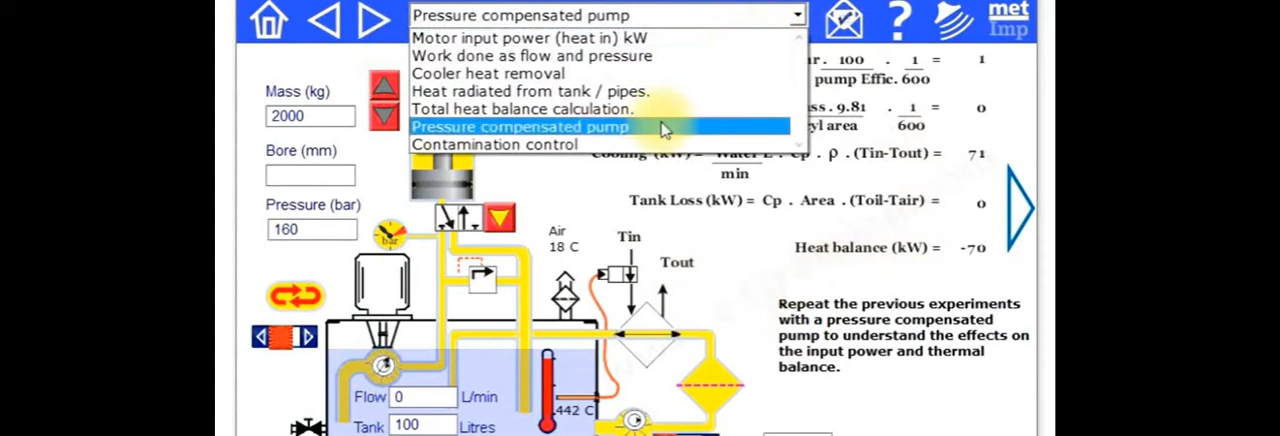 Pressure compensated pump
met
Imp
Motor input power (heat in) kW
Work done as flow and pressure
Cooler heat removal
Heat radiated from tank / pipes.
Total heat balance calculation.
Pressure compensated pump
Contamination control
ar. 100 . 1 = 1
pump Effic. 600
ss . 9.81 . 1 = 0
yl area 600
min
. ρ . (Tin-Tout) = 71
Tank Loss (kW) = Cp . Area . (Toil-Tair) = 0
Heat balance (kW) = -70
Mass (kg)
2000
Bore (mm)
Pressure (bar)
160
bar
Air
18 C
Tin
Tout
Repeat the previous experiments
with a pressure compensated
pump to understand the effects on
the input power and thermal
balance.
Flow 0 L/min
442 C
Tank 100 Litres